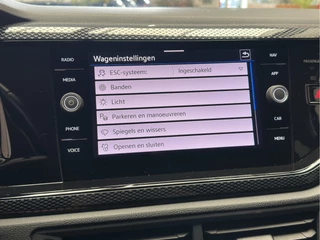 Wageninstellingen
RADIO
NAV
ESC-systeem: Ingeschakeld
MEDIA
APP
Banden
Licht
Parkeren en manoeuvreren
PHONE
CAR
Spiegels en wissers
VOICE
MENU
Openen en sluiten